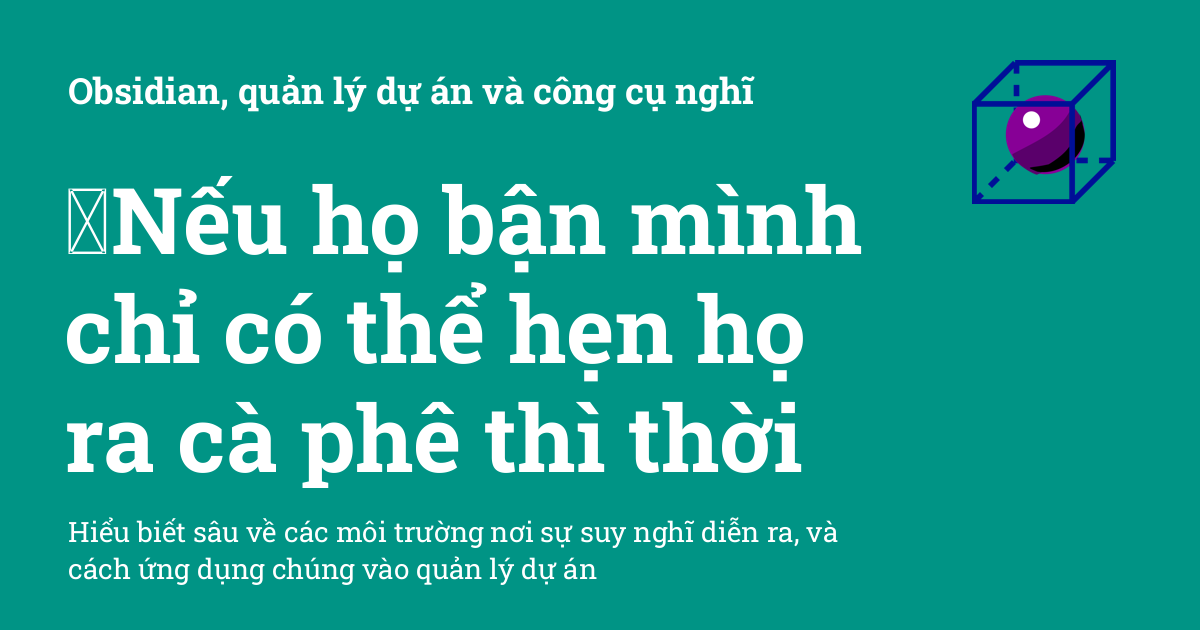 Obsidian, quản lý dự án và công cụ nghĩ
Nếu họ bận mình
chỉ có thể hẹn họ
ra cà phê thì thời
Hiểu biết sâu về các môi trường nơi sự suy nghĩ diễn ra, và
cách ứng dụng chúng vào quản lý dự án